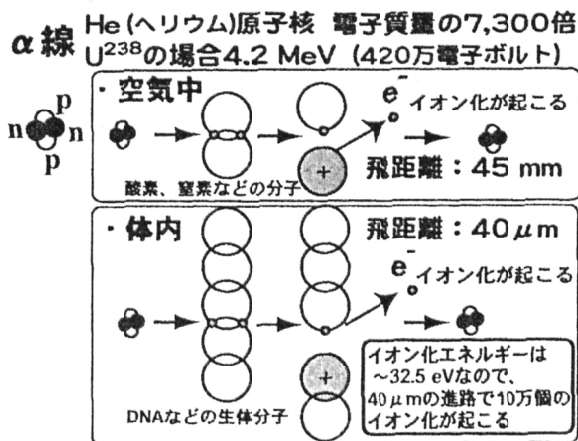 α線 He(ヘリウム)原子核 電子質量の7,300倍
U238の場合4.2 MeV (420万電子ボルト)
p
n n
p
・空気中
e-
イオン化が起こる
+
飛距離:45 mm
酸素、窒素などの分子
・体内
飛距離:40μm
e-
イオン化が起こる
+
DNAなどの生体分子
イオン化エネルギーは
~32.5 eVなので、
40μmの進路で10万個の
イオン化が起こる